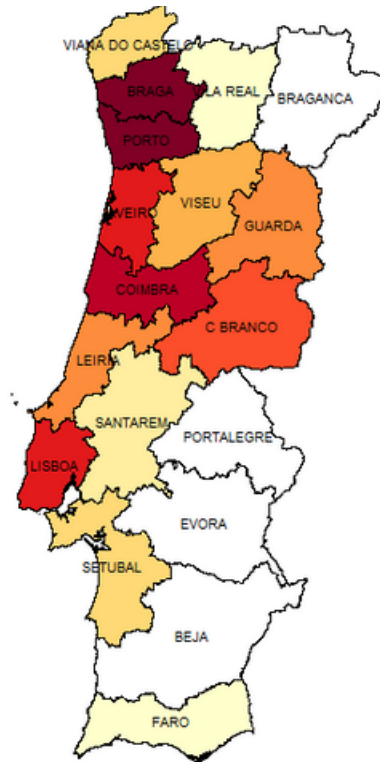 VIANA DO CASTELO
BRAGA
LA REAL
BRAGANCA
PORTO
AVEIRO
VISEU
GUARDA
COIMBRA
C BRANCO
LEIRIA
SANTAREM
PORTALEGRE
LISBOA
EVORA
SETUBAL
BEJA
FARO